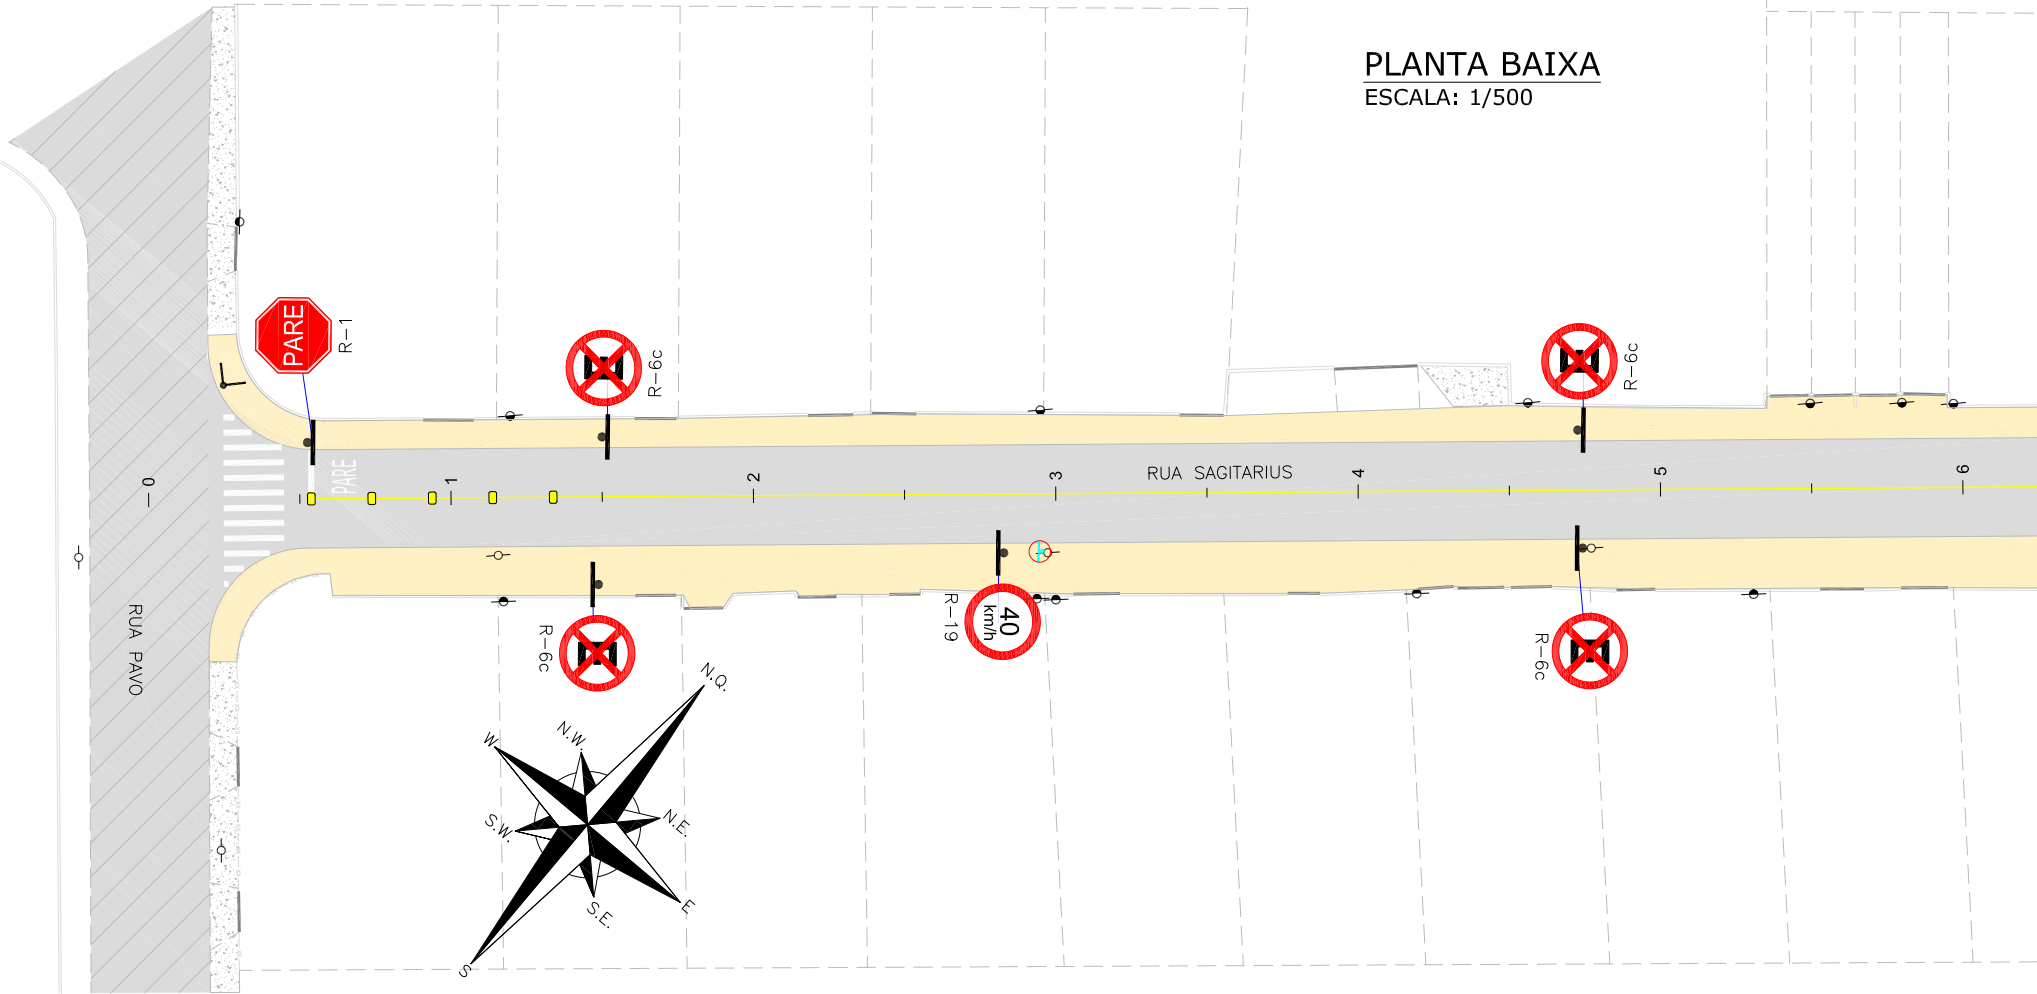 PLANTA BAIXA
ESCALA: 1/500
PARE
R-1
R-6c
R-6c
PARE
0
1
2
3
RUA SAGITARIUS
4
5
6
RUA PAVO
R-6c
R-19
40
km/h
R-6c
N.Q.
N.W.
W
S.W.
N.E.
S.E.
E
S